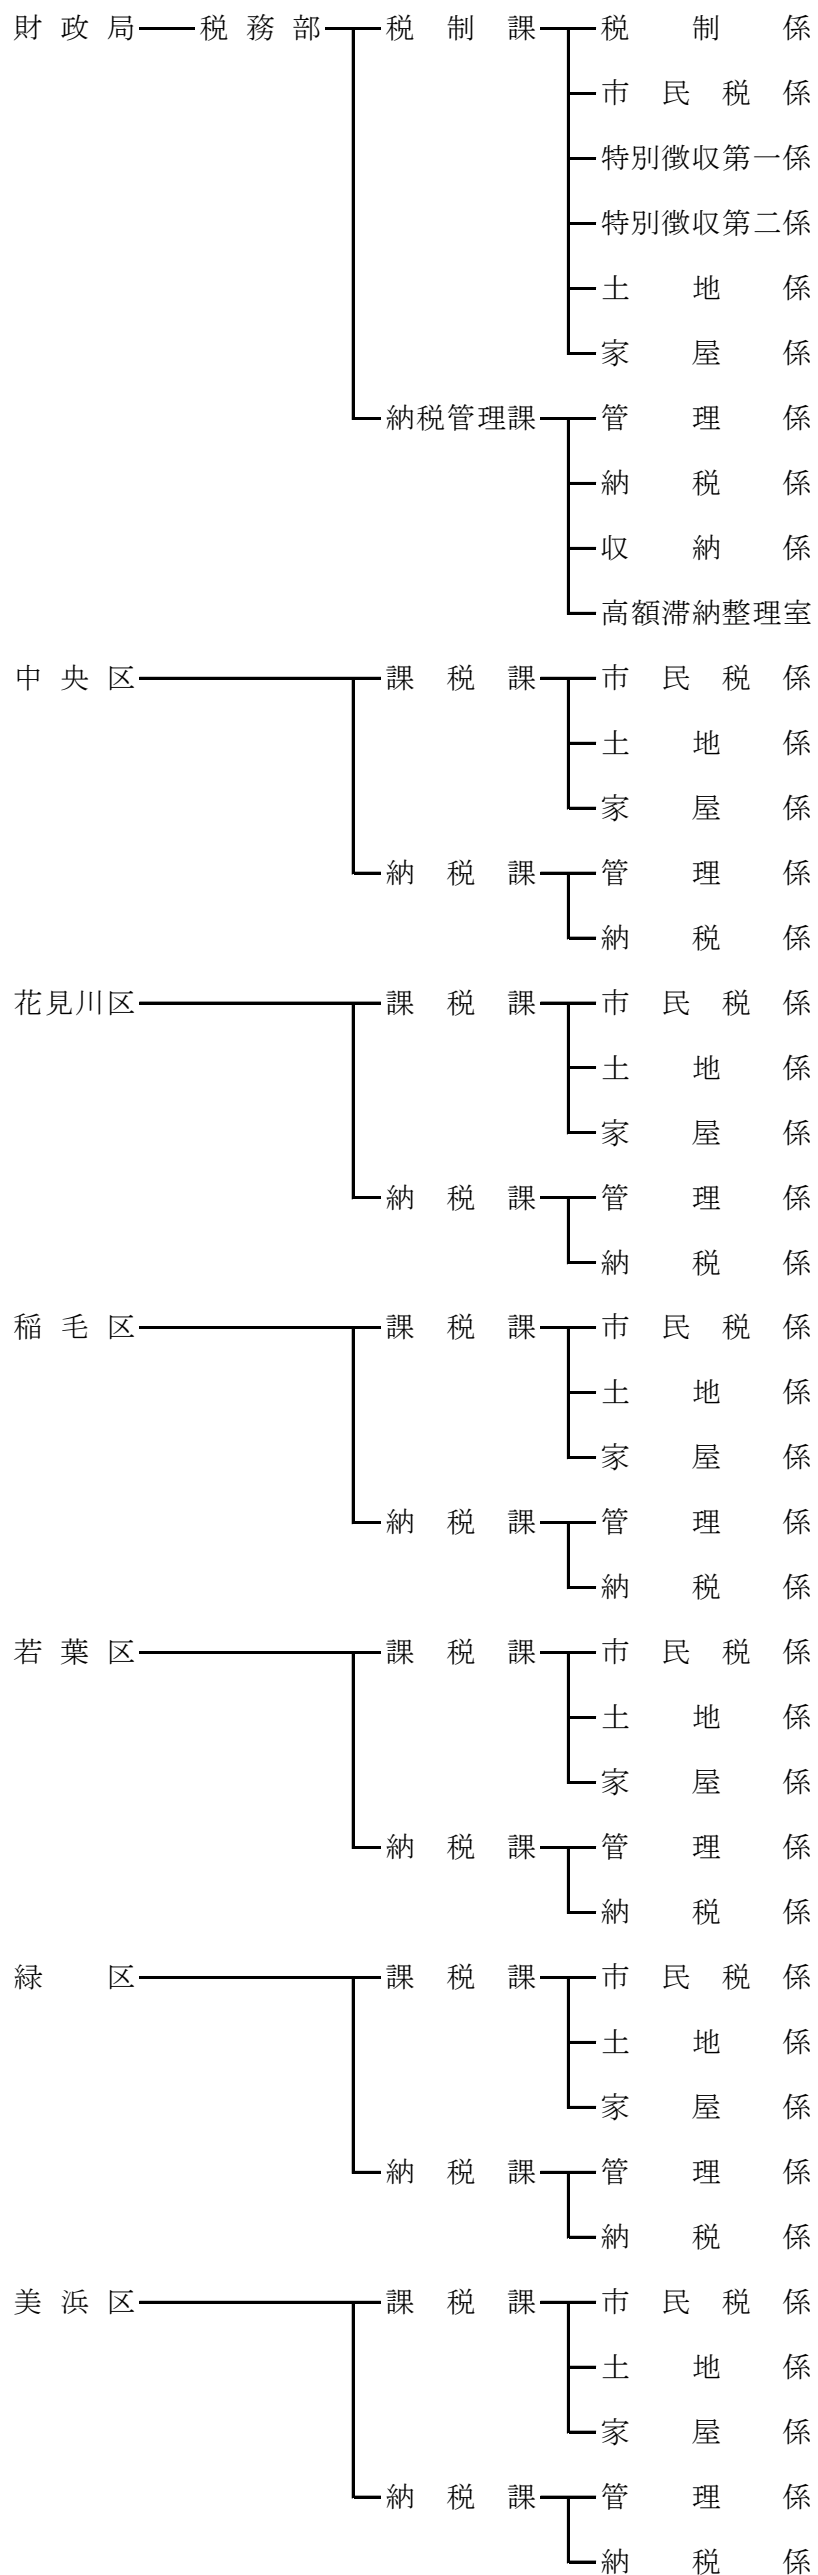 財政局 税務部 税制課 税制係
市民税係
特別徴収第一係
特別徴収第二係
土地係
家屋係
納税管理課 管理係
納税係
収納係
高額滞納整理室
中央区 課税課 市民税係
土地係
家屋係
納税課 管理係
納税係
花見川区 課税課 市民税係
土地係
家屋係
納税課 管理係
納税係
稲毛区 課税課 市民税係
土地係
家屋係
納税課 管理係
納税係
若葉区 課税課 市民税係
土地係
家屋係
納税課 管理係
納税係
緑区 課税課 市民税係
土地係
家屋係
納税課 管理係
納税係
美浜区 課税課 市民税係
土地係
家屋係
納税課 管理係
納税係